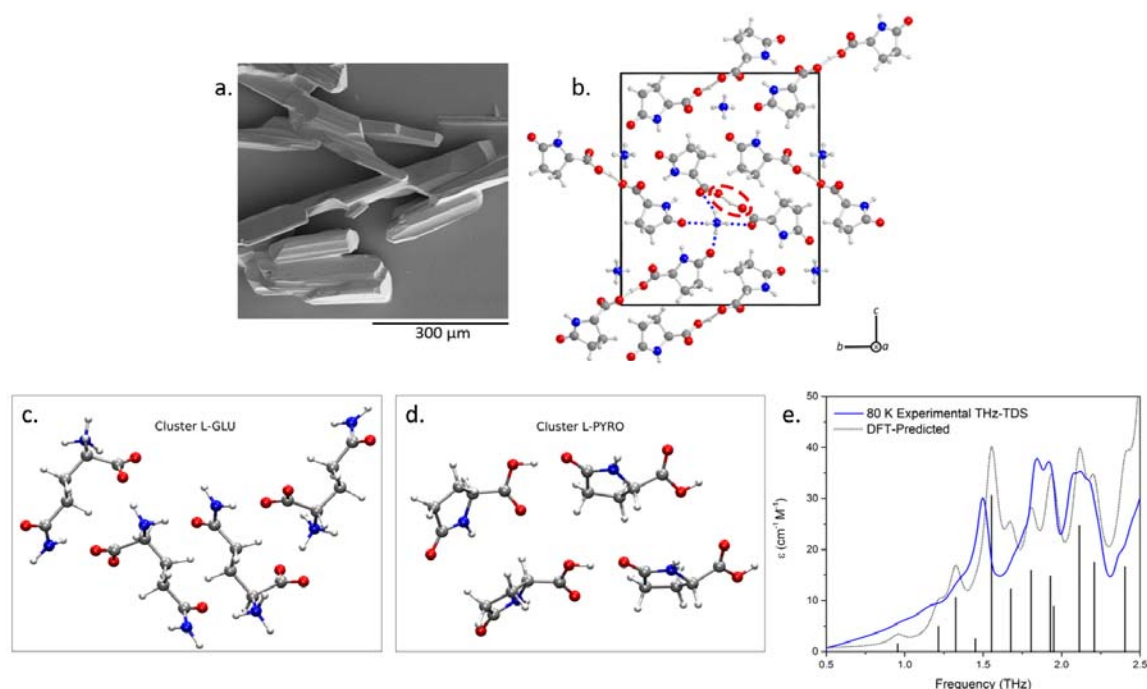 a.
300 µm
b.
c
b
a
c.
Cluster L-GLU
d.
Cluster L-PYRO
e.
80 K Experimental THz-TDS
DFT-Predicted
50
40
30
20
10
0
ε (cm⁻¹ M⁻¹)
0.5 1.0 1.5 2.0 2.5
Frequency (THz)